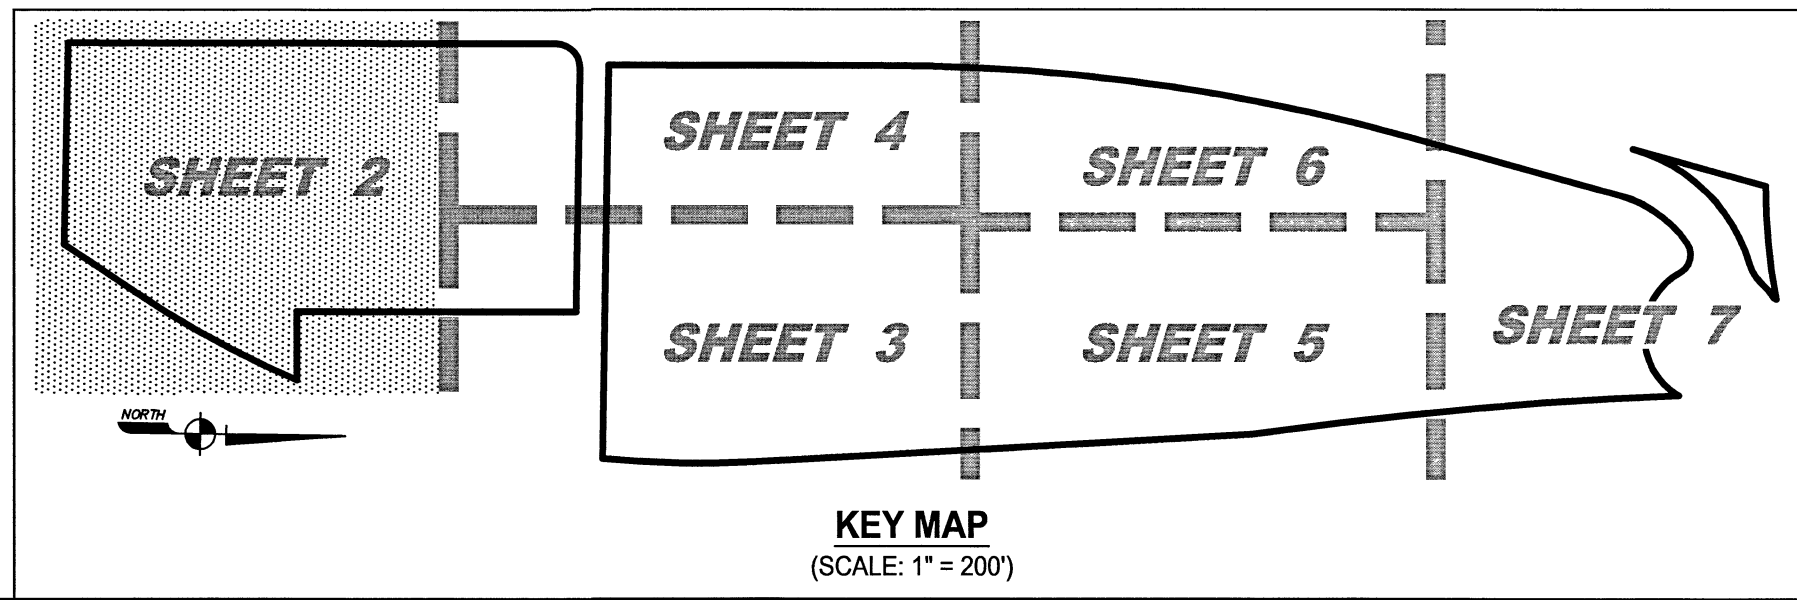 SHEET 2
SHEET 4
SHEET 6
SHEET 3
SHEET 5
SHEET 7
NORTH
KEY MAP
(SCALE: 1" = 200')